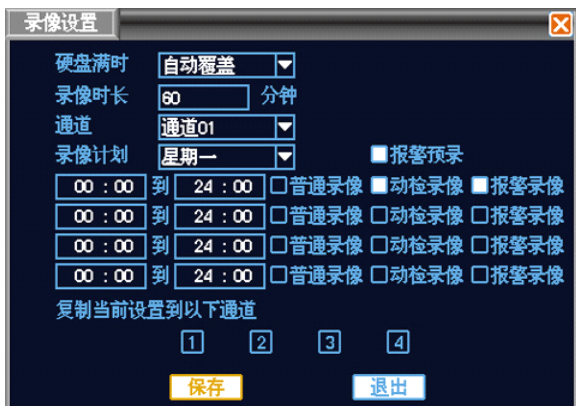 录像设置
硬盘满时 自动覆盖
录像时长 60 分钟
通道 通道01
录像计划 星期一 报警预录
00 : 00 到 24 : 00 普通录像 动检录像 报警录像
00 : 00 到 24 : 00 普通录像 动检录像 报警录像
00 : 00 到 24 : 00 普通录像 动检录像 报警录像
00 : 00 到 24 : 00 普通录像 动检录像 报警录像
复制当前设置到以下通道
1 2 3 4
保存 退出